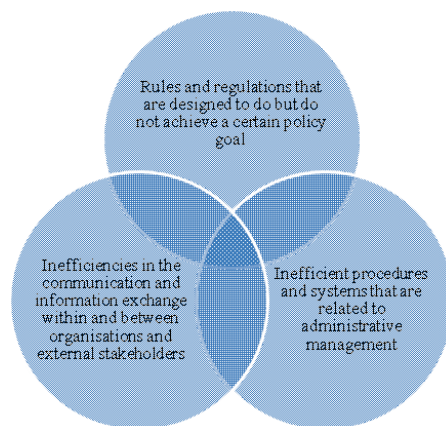 Rules and regulations that
are designed to do but do
not achieve a certain policy
goal
Inefficiencies in the
communication and
information exchange
within and between
organisations and
external stakeholders
Inefficient procedures
and systems that are
related to
administrative
management